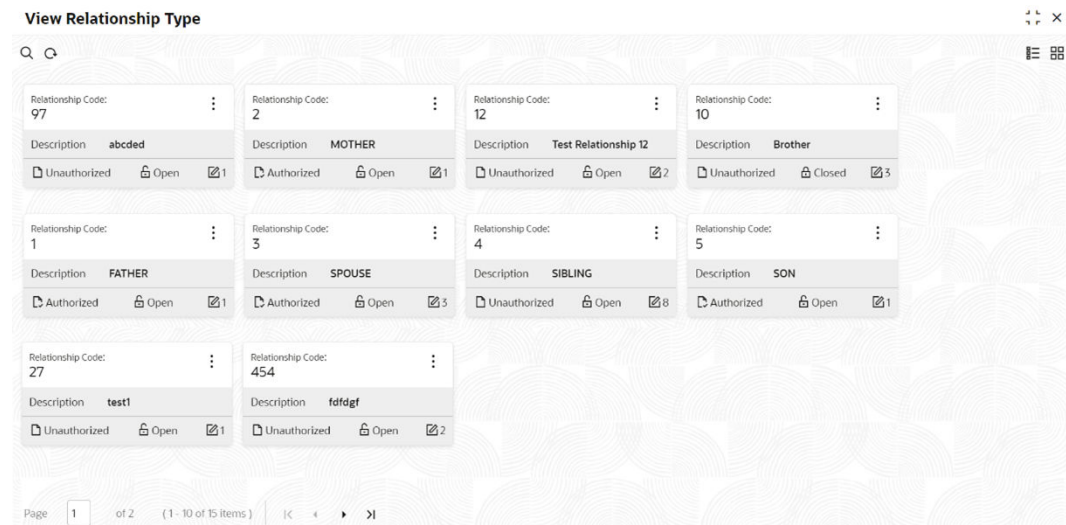 View Relationship Type
Relationship Code:
97
Description abcded
Unauthorized Open 1
Relationship Code:
2
Description MOTHER
Authorized Open 1
Relationship Code:
12
Description Test Relationship 12
Unauthorized Open 2
Relationship Code:
10
Description Brother
Unauthorized Closed 3
Relationship Code:
1
Description FATHER
Authorized Open 1
Relationship Code:
3
Description SPOUSE
Authorized Open 3
Relationship Code:
4
Description SIBLING
Unauthorized Open 8
Relationship Code:
5
Description SON
Authorized Open 1
Relationship Code:
27
Description test1
Unauthorized Open 1
Relationship Code:
454
Description fdfdgf
Unauthorized Open 2
Page 1 of 2 (1 - 10 of 15 items)